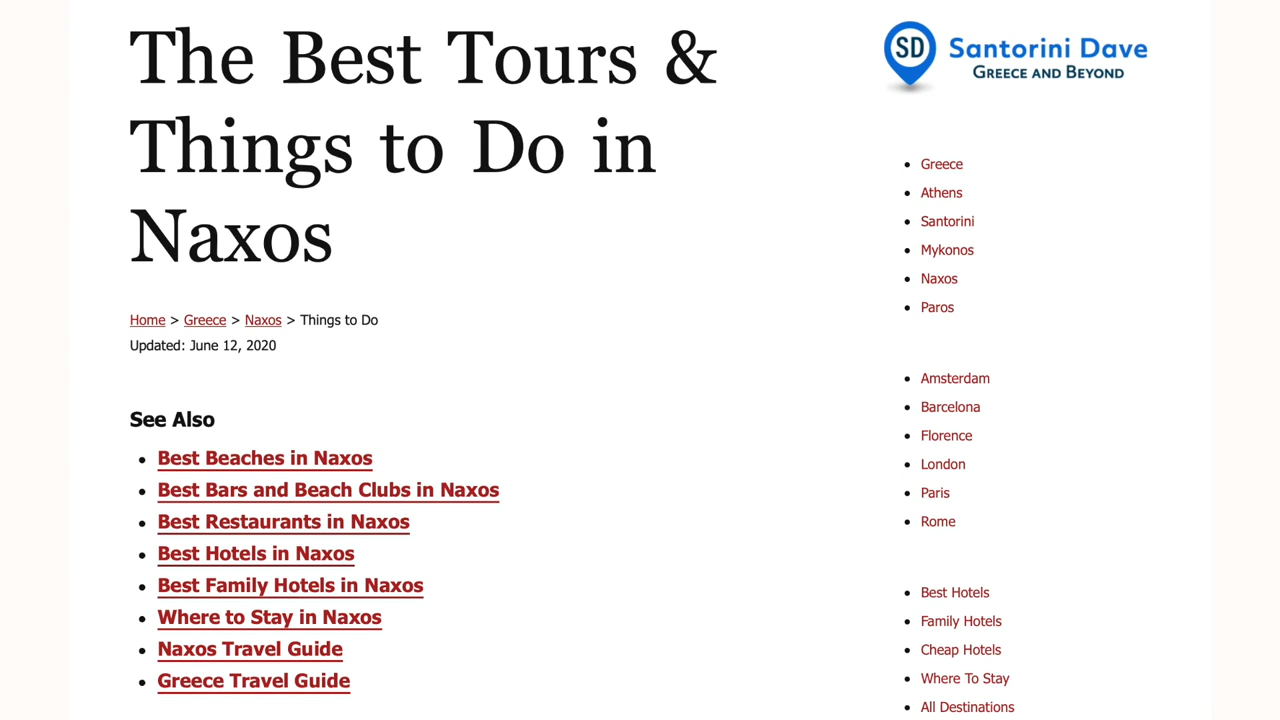 The Best Tours &
Things to Do in
Naxos
Home > Greece > Naxos > Things to Do
Updated: June 12, 2020
See Also
Best Beaches in Naxos
Best Bars and Beach Clubs in Naxos
Best Restaurants in Naxos
Best Hotels in Naxos
Best Family Hotels in Naxos
Where to Stay in Naxos
Naxos Travel Guide
Greece Travel Guide
SD
Santorini Dave
Greece and Beyond
Greece
Athens
Santorini
Mykonos
Naxos
Paros
Amsterdam
Barcelona
Florence
London
Paris
Rome
Best Hotels
Family Hotels
Cheap Hotels
Where To Stay
All Destinations